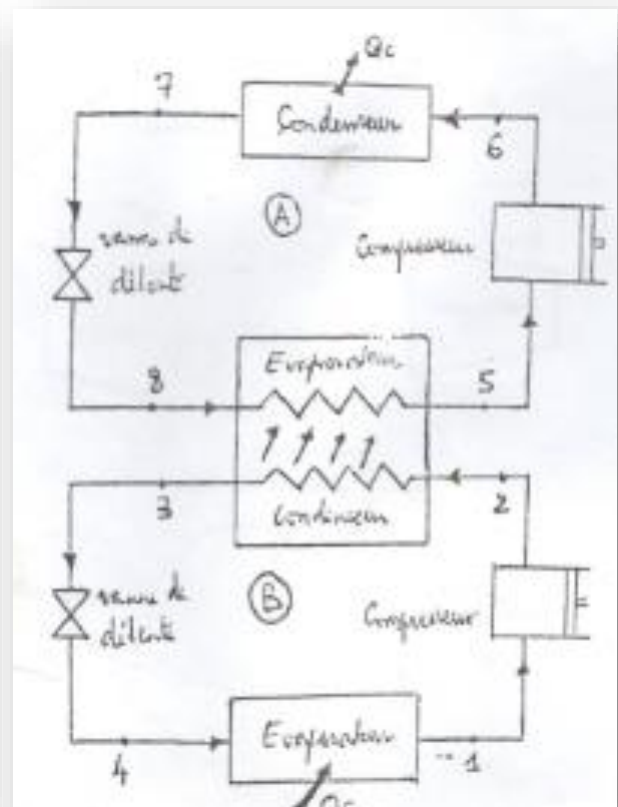 Qc
7
Condenseur
6
A
vanne de
détente
Compresseur
Evaporateur
8
5
3
2
Condenseur
B
vanne de
détente
Compresseur
Evaporateur
4
1